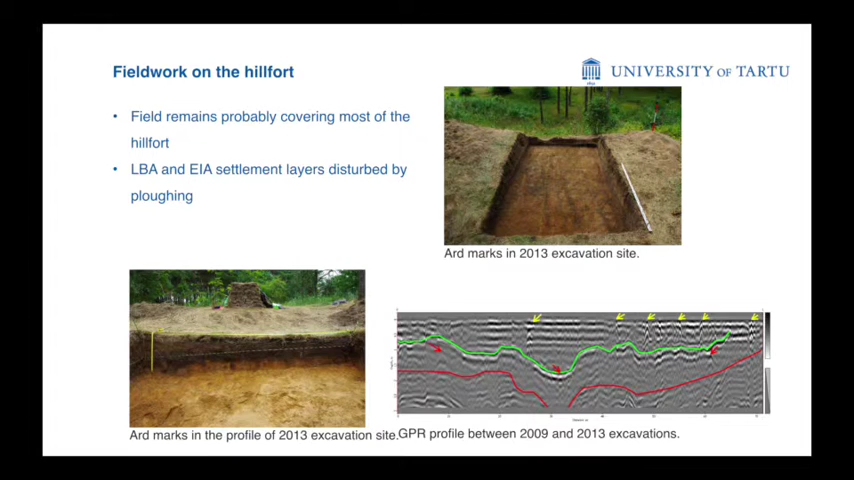 Fieldwork on the hillfort
UNIVERSITY OF TARTU
• Field remains probably covering most of the
hillfort
• LBA and EIA settlement layers disturbed by
ploughing
Ard marks in 2013 excavation site.
Ard marks in the profile of 2013 excavation site.
GPR profile between 2009 and 2013 excavations.